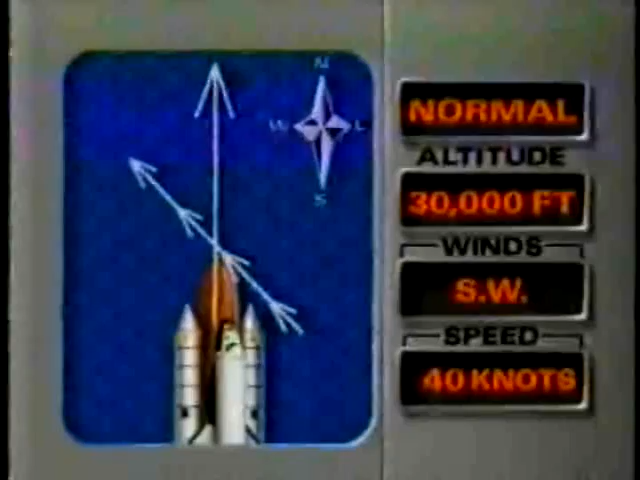 N
W
S
NORMAL
ALTITUDE
30,000 FT
WINDS
S.W.
SPEED
40 KNOTS